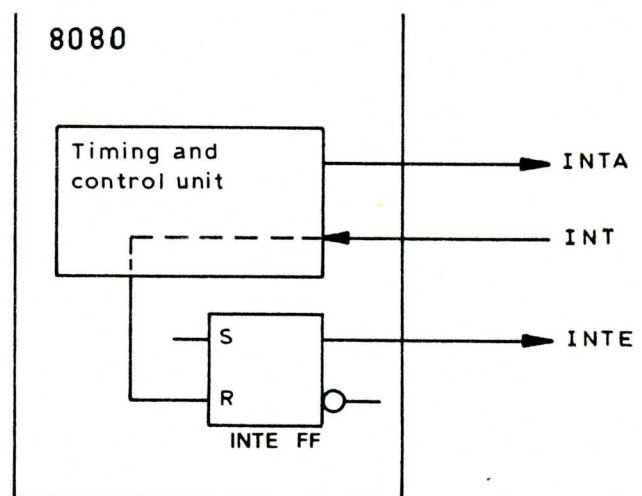 8080
Timing and
control unit
INTA
INT
INTE
S
R
INTE FF